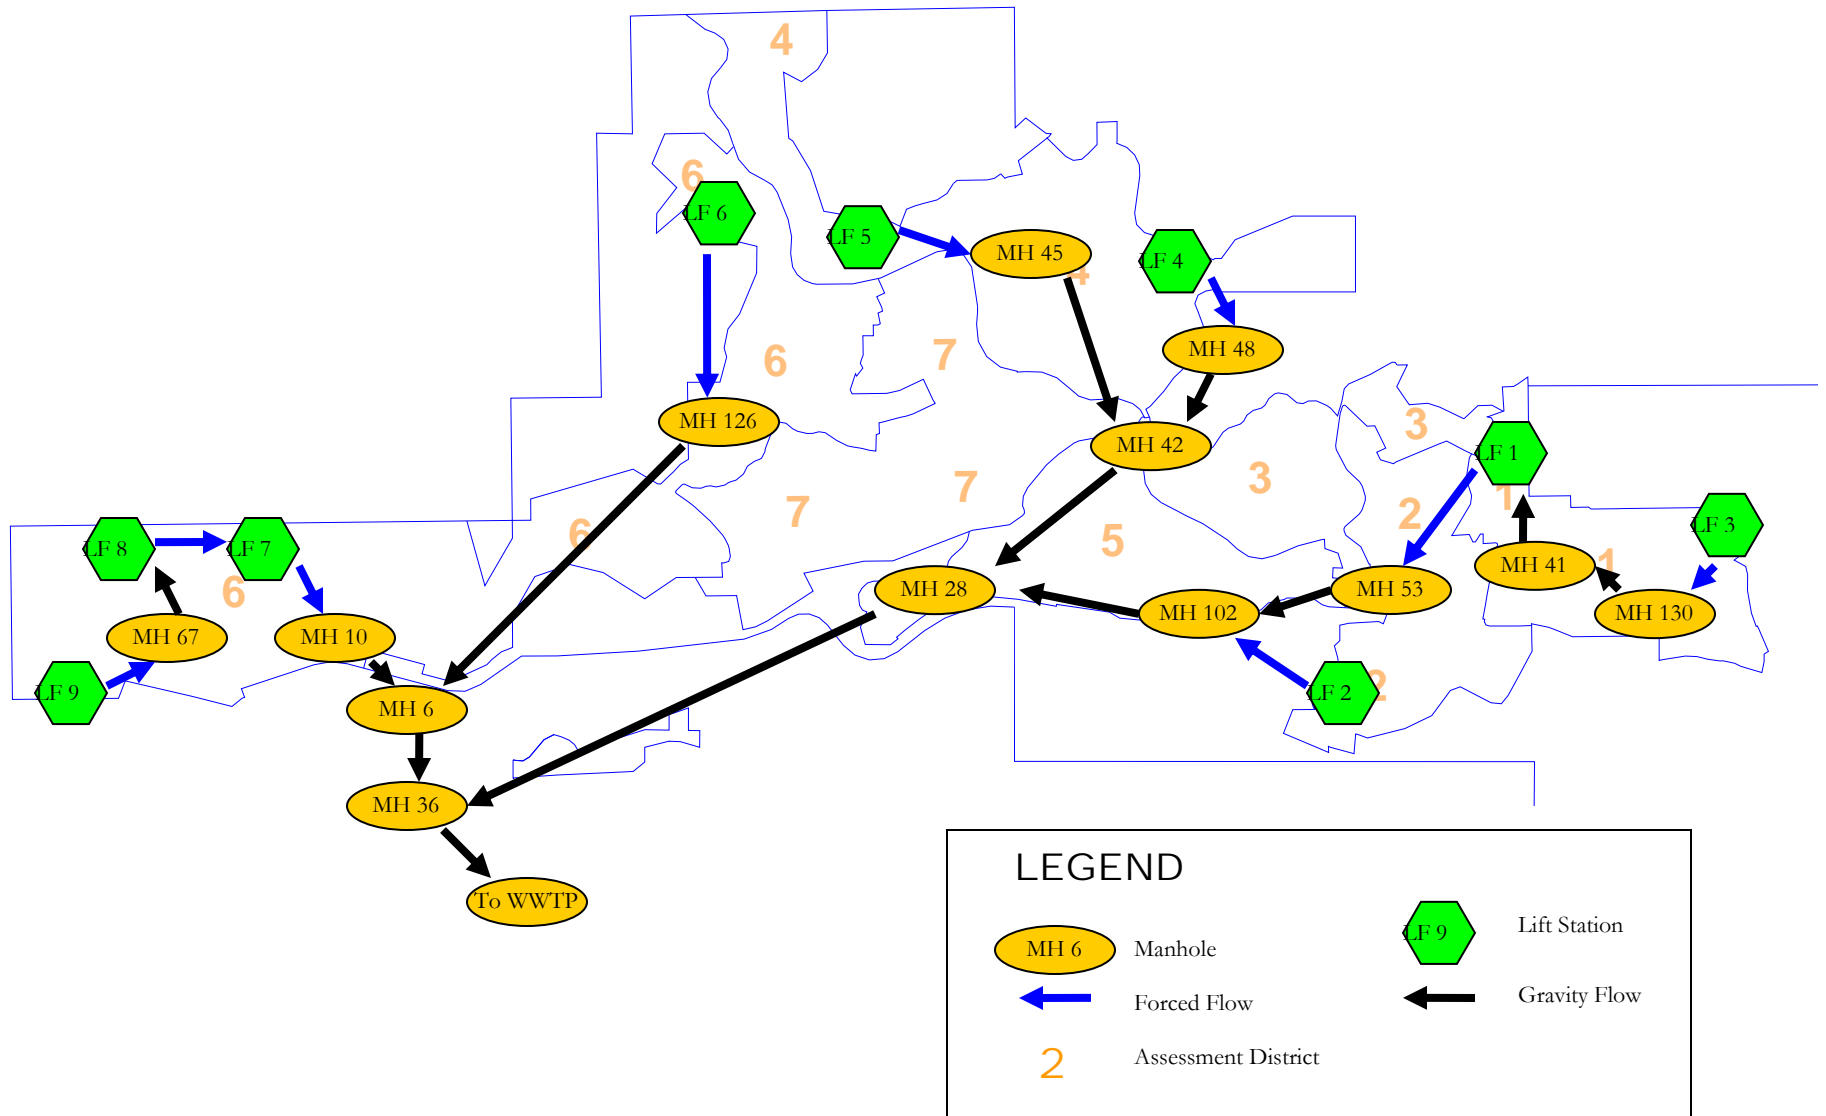 4
6
LF 6
LF 5
MH 45
4
LF 4
MH 48
6
7
MH 126
MH 42
3
LF 1
7
3
7
2
1
LF 3
6
5
LF 8
LF 7
6
MH 41
1
MH 28
MH 53
MH 102
MH 130
MH 67
MH 10
LF 9
LF 2
2
MH 6
MH 36
To WWTP
LEGEND
MH 6
Manhole
LF 9
Lift Station
Forced Flow
Gravity Flow
2
Assessment District